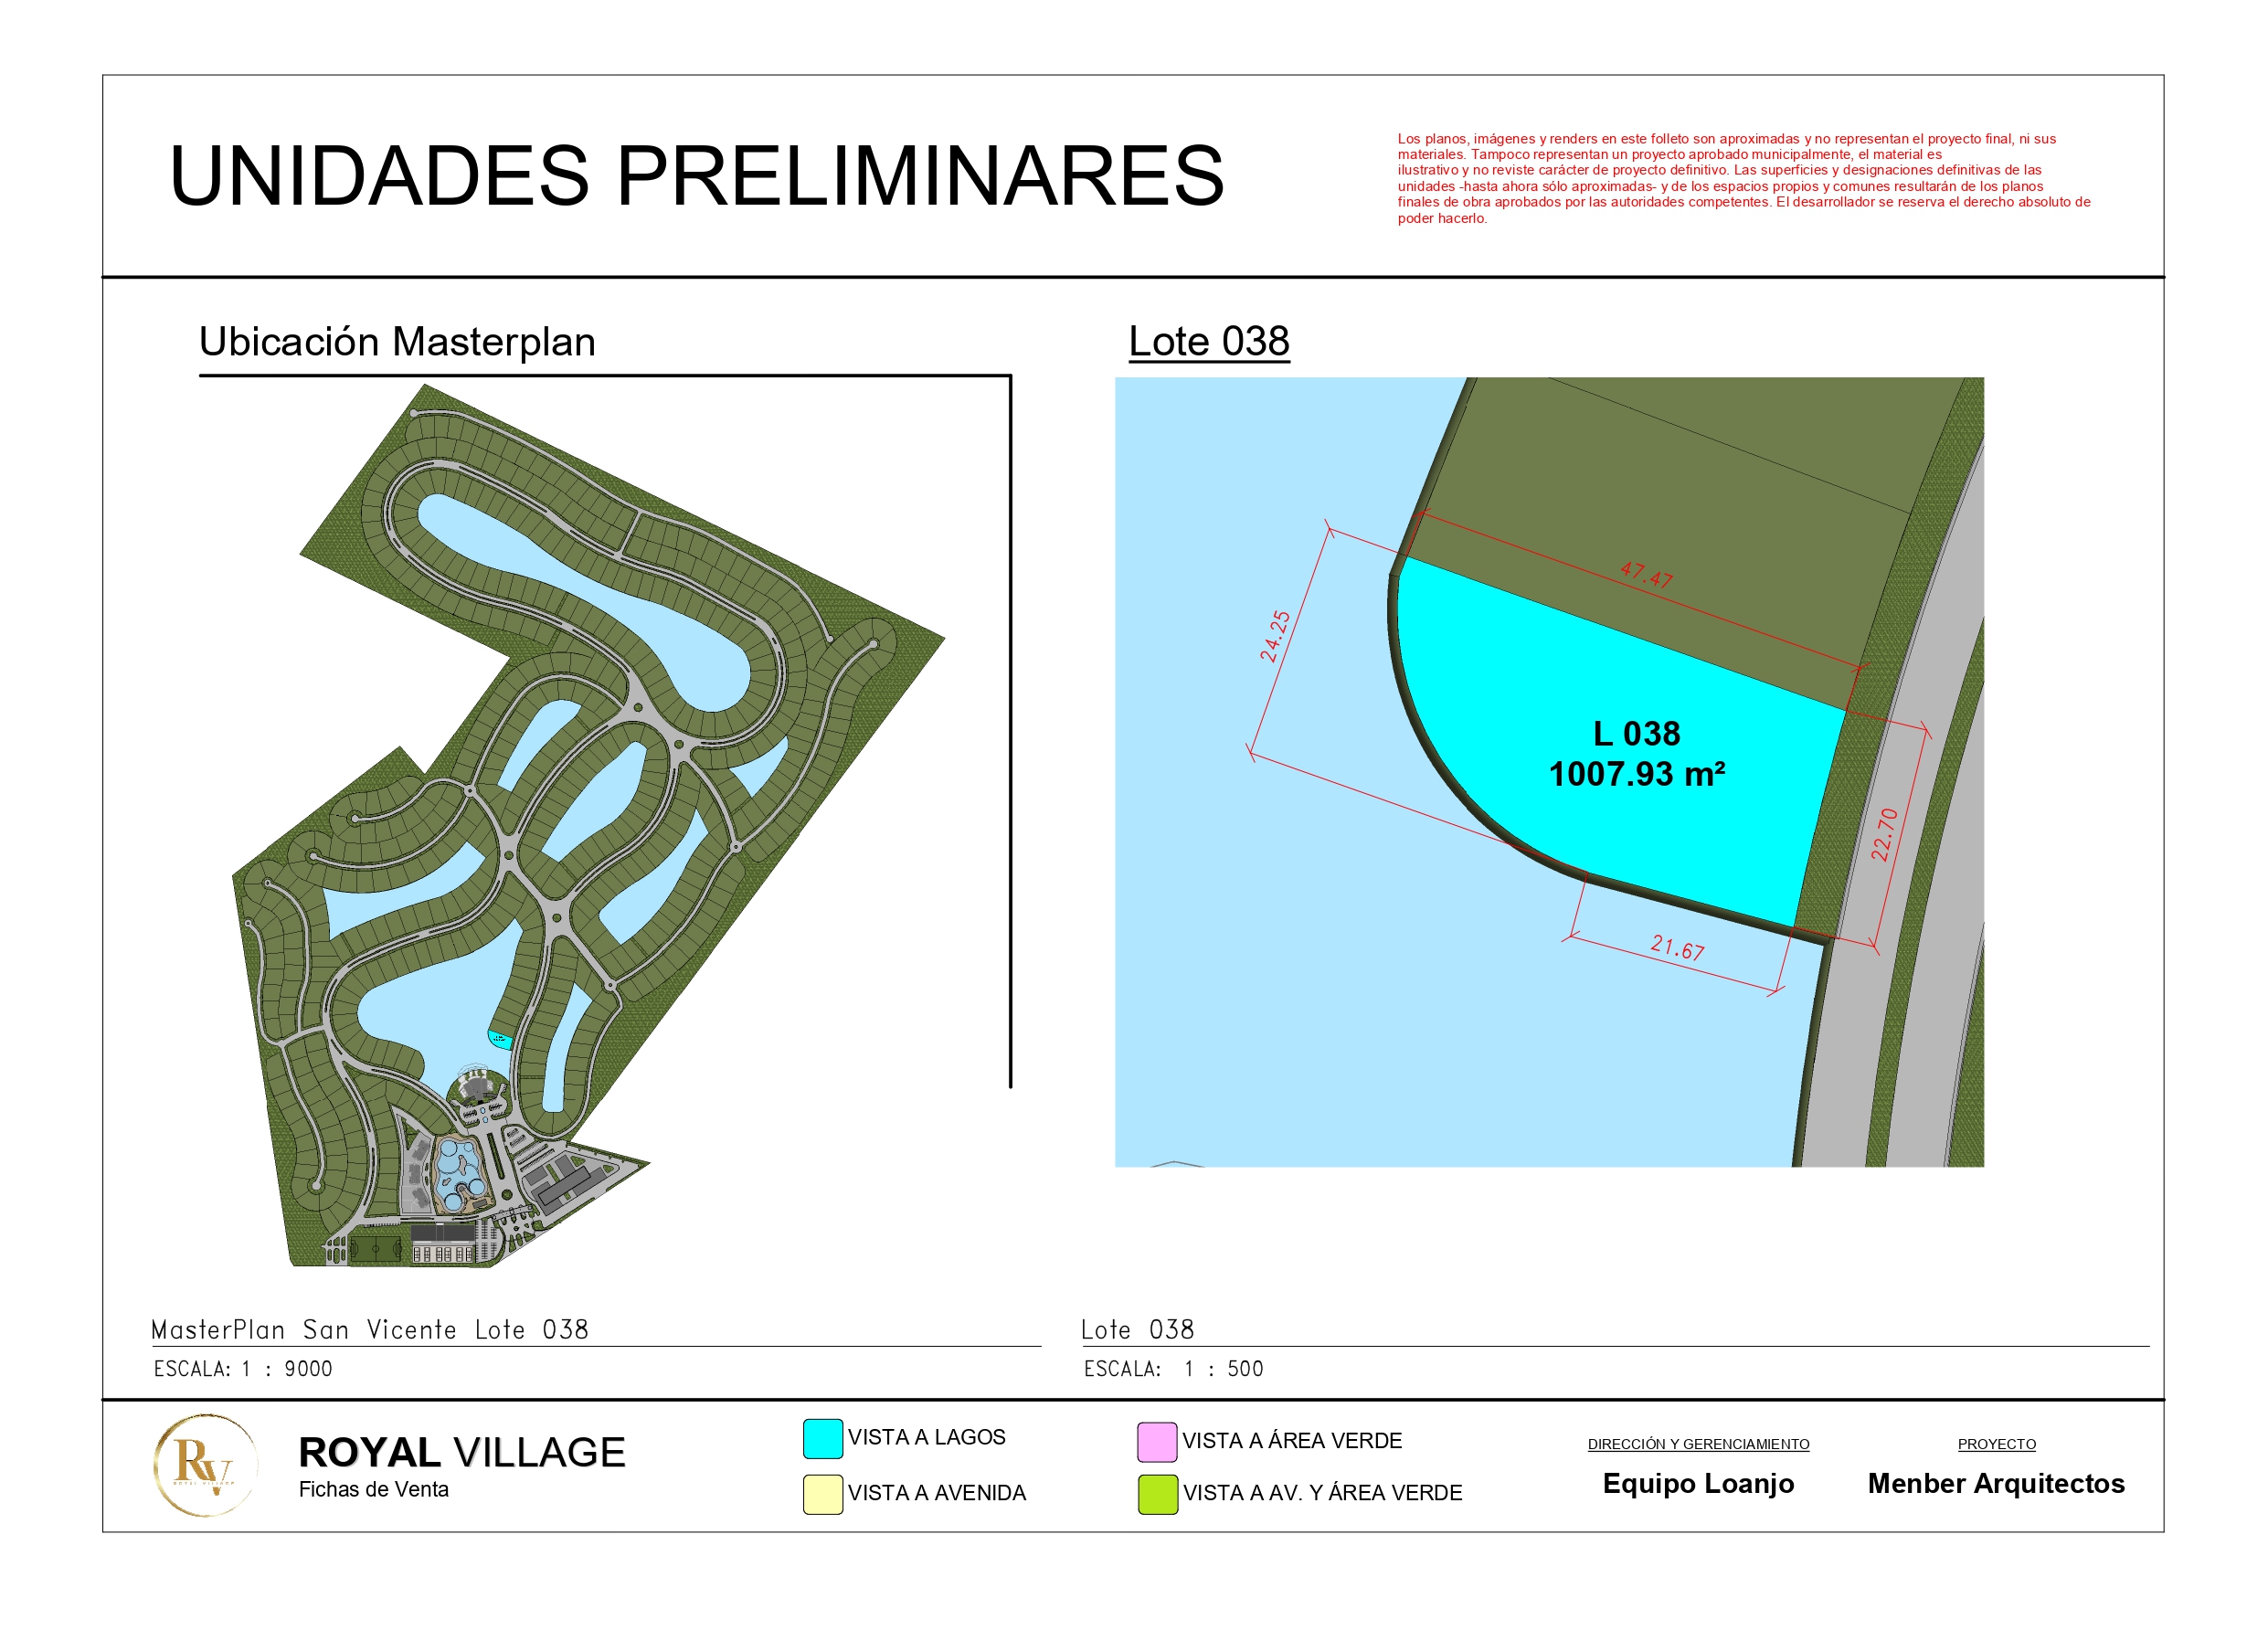 UNIDADES PRELIMINARES
Los planos, imágenes y renders en este folleto son aproximadas y no representan el proyecto final, ni sus
materiales. Tampoco representan un proyecto aprobado municipalmente, el material es
ilustrativo y no reviste carácter de proyecto definitivo. Las superficies y designaciones definitivas de las
unidades -hasta ahora sólo aproximadas- y de los espacios propios y comunes resultarán de los planos
finales de obra aprobados por las autoridades competentes. El desarrollador se reserva el derecho absoluto de
poder hacerlo.
Ubicación Masterplan
Lote 038
47.47
24.25
L 038
1007.93 m²
22.70
21.67
MasterPlan San Vicente Lote 038
ESCALA: 1 : 9000
Lote 038
ESCALA: 1 : 500
RV
ROYAL VILLAGE
ROYAL VILLAGE
Fichas de Venta
VISTA A LAGOS
VISTA A AVENIDA
VISTA A ÁREA VERDE
VISTA A AV. Y ÁREA VERDE
DIRECCIÓN Y GERENCIAMIENTO
Equipo Loanjo
PROYECTO
Menber Arquitectos